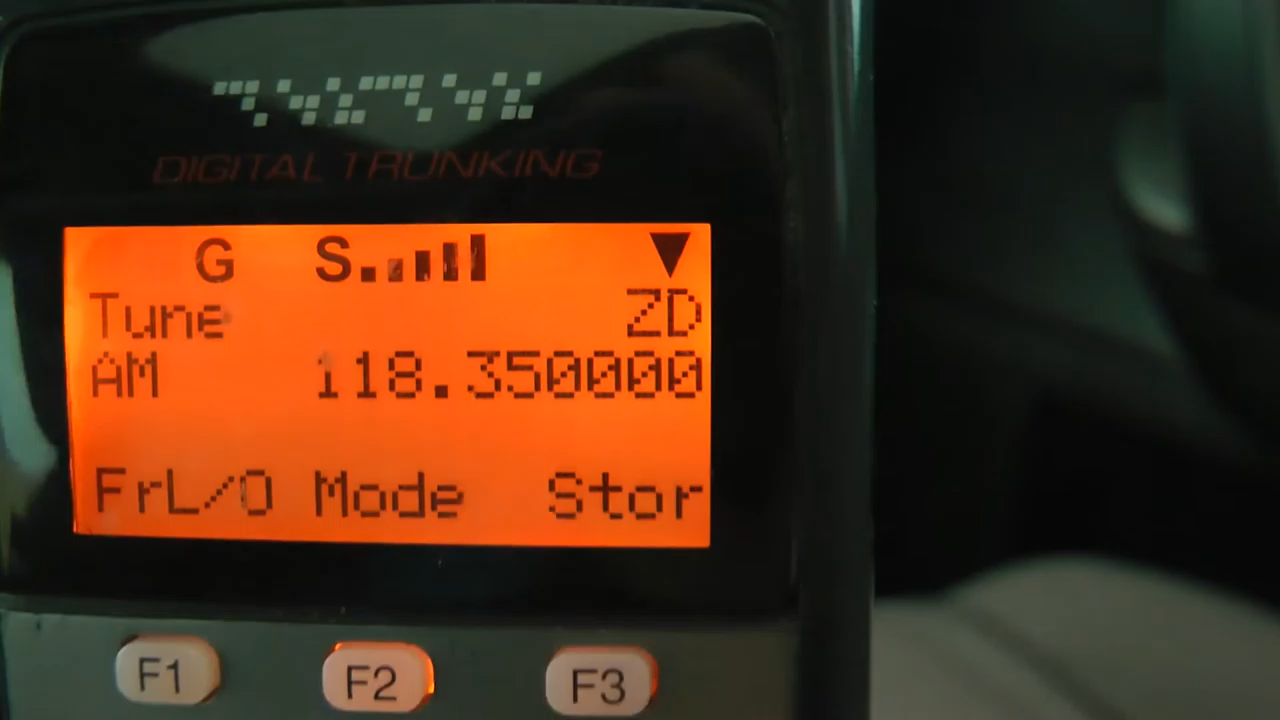 DIGITAL TRUNKING
G S
Tune ZD
AM 118.350000
FrL/O Mode Stor
F1 F2 F3